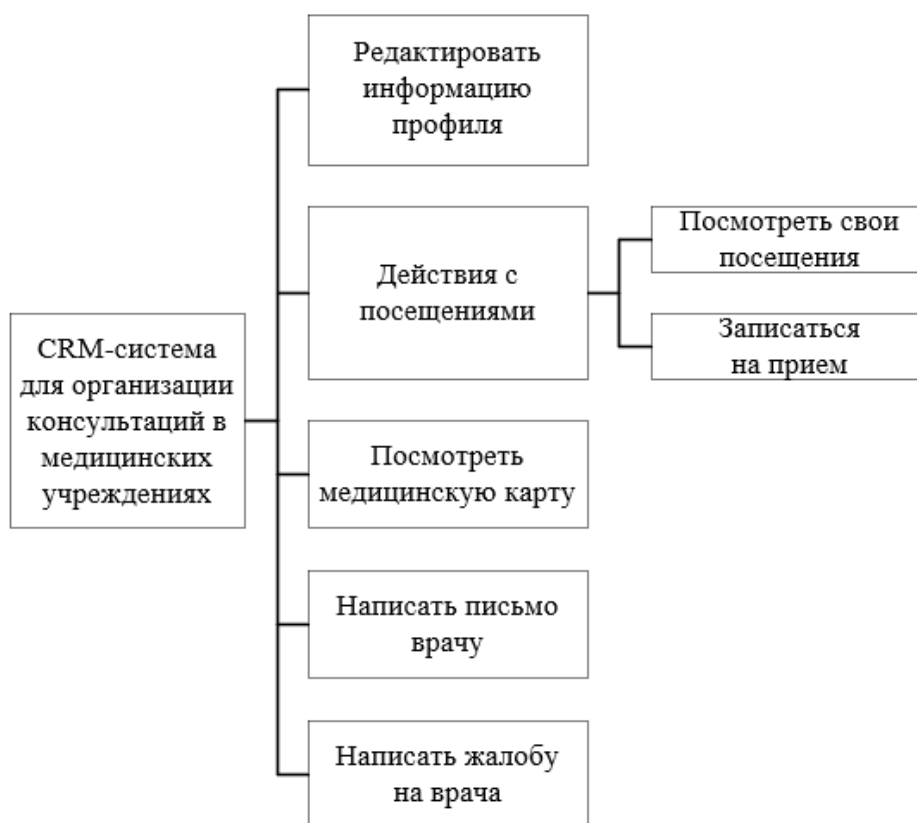 Редактировать
информацию
профиля
Действия с
посещениями
Посмотреть свои
посещения
Записаться
на прием
CRM-система
для организации
консультаций в
медицинских
учреждениях
Посмотреть
медицинскую карту
Написать письмо
врачу
Написать жалобу
на врача